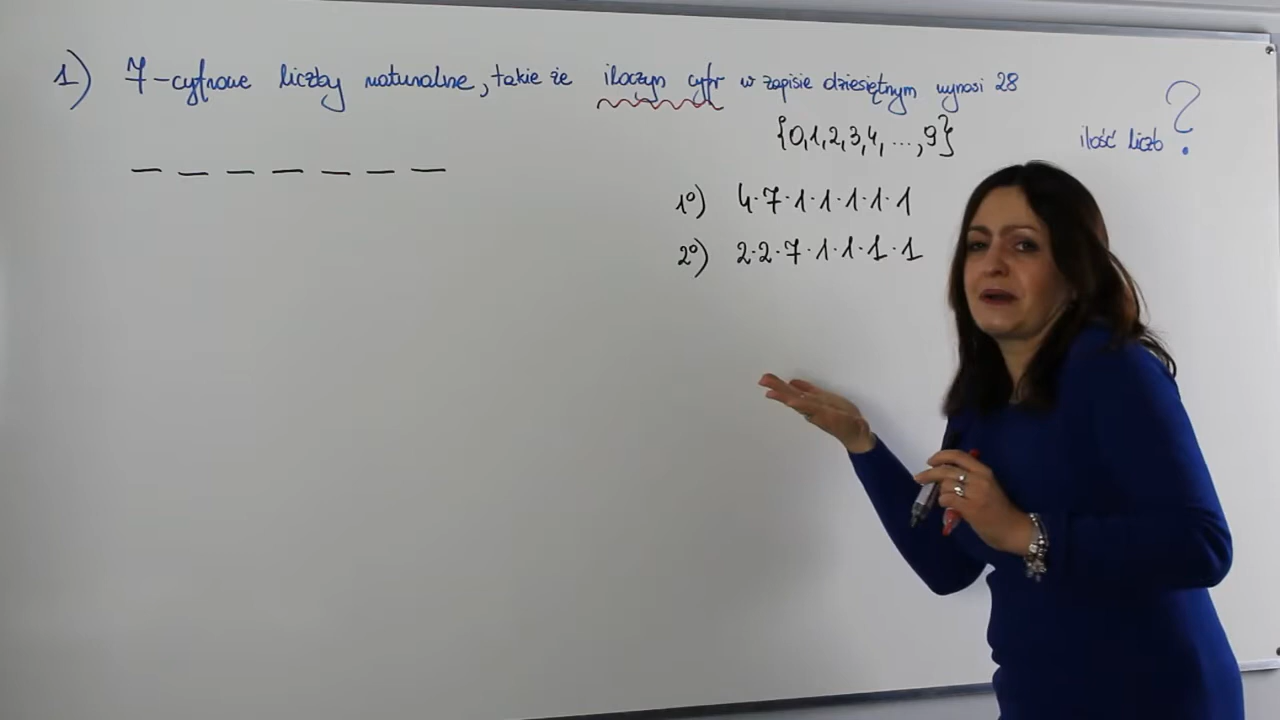 1) 7-cyfrowe liczby naturalne, takie że iloczyn cyfr w zapisie dziesiętnym wynosi 28
{0,1,2,3,4, ..., 9}
ilość liczb ?
_ _ _ _ _ _ _
1°) 4·7·1·1·1·1·1
2°) 2·2·7·1·1·1·1